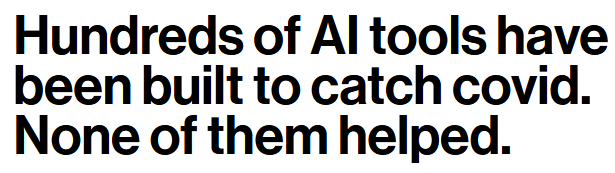 Hundreds of AI tools have
been built to catch covid.
None of them helped.